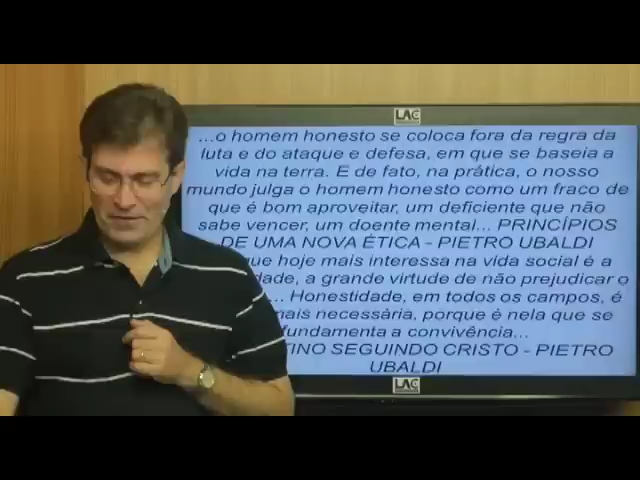 LAC
...o homem honesto se coloca fora da regra da
luta e do ataque e defesa, em que se baseia a
vida na terra. E de fato, na prática, o nosso
mundo julga o homem honesto como um fraco de
que é bom aproveitar, um deficiente que não
sabe vencer, um doente mental... PRINCÍPIOS
DE UMA NOVA ÉTICA - PIETRO UBALDI
que hoje mais interessa na vida social é a
dade, a grande virtude de não prejudicar o
... Honestidade, em todos os campos, é
mais necessária, porque é nela que se
fundamenta a convivência...
TINO SEGUINDO CRISTO - PIETRO
UBALDI
LAC